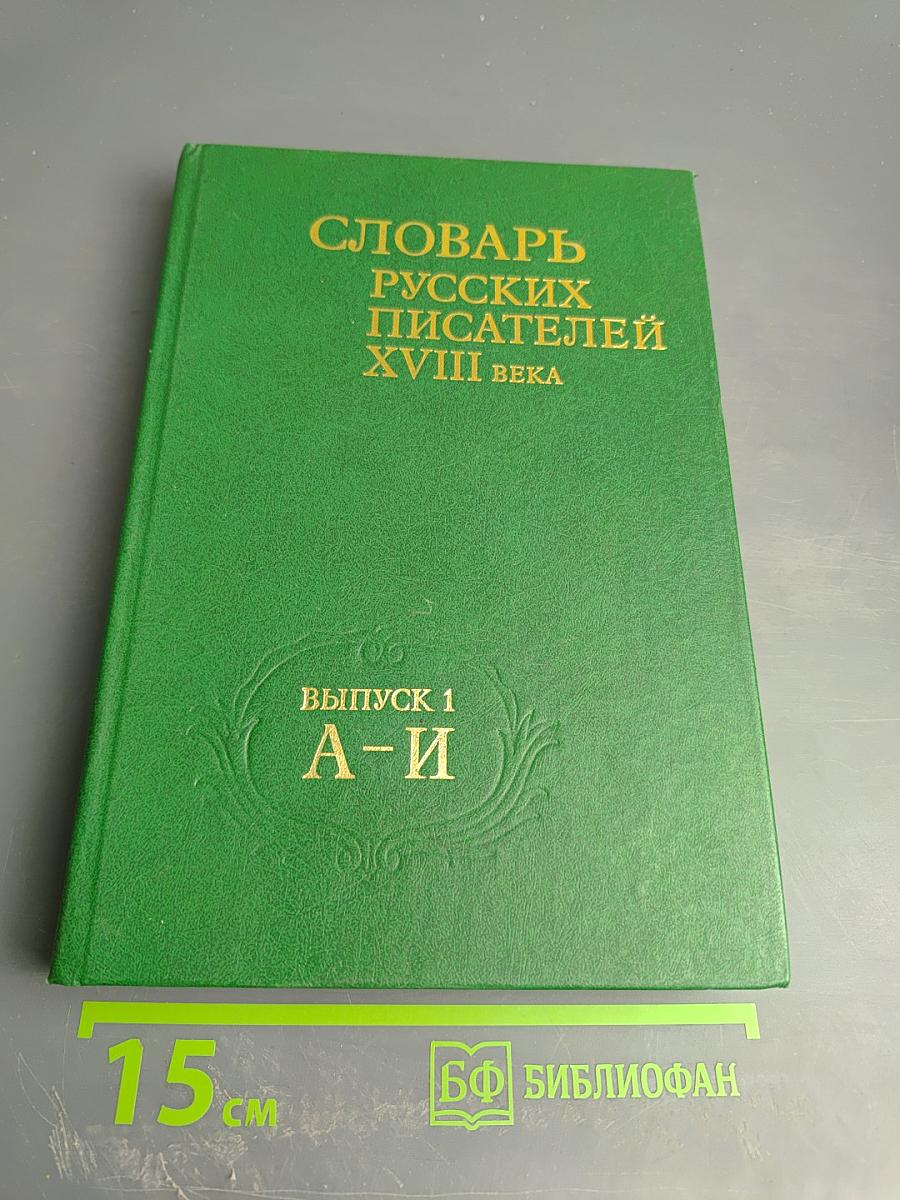 СЛОВАРЬ
РУССКИХ
ПИСАТЕЛЕЙ
XVIII ВЕКА
ВЫПУСК 1
А–И
15 см
БФ БИБЛИОФАН